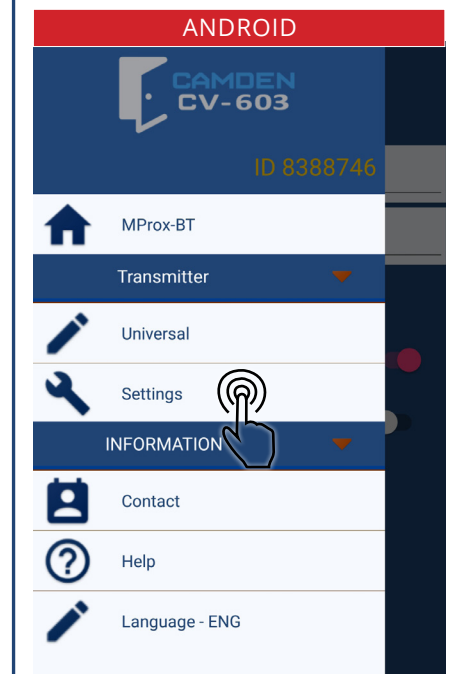 ANDROID
CAMDEN
CV-603
ID 8388746
MProx-BT
Transmitter
Universal
Settings
INFORMATION
Contact
Help
Language - ENG